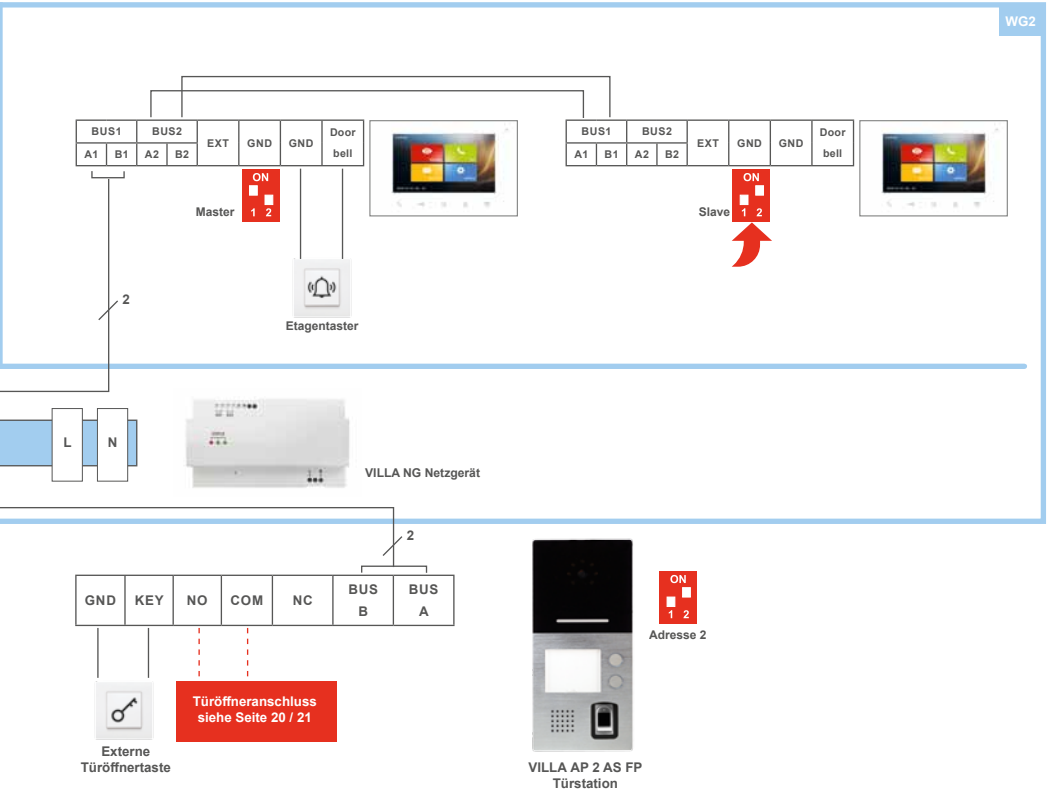 WG2
BUS1 BUS2 EXT GND GND Door bell
A1 B1 A2 B2
BUS1 BUS2 EXT GND GND Door bell
A1 B1 A2 B2
ON
1 2
Master
ON
1 2
Slave
Etagentaster
2
L N
VILLA NG Netzgerät
2
GND KEY NO COM NC BUS B BUS A
ON
1 2
Adresse 2
Türöffneranschluss
siehe Seite 20 / 21
Externe
Türöffnertaste
VILLA AP 2 AS FP
Türstation